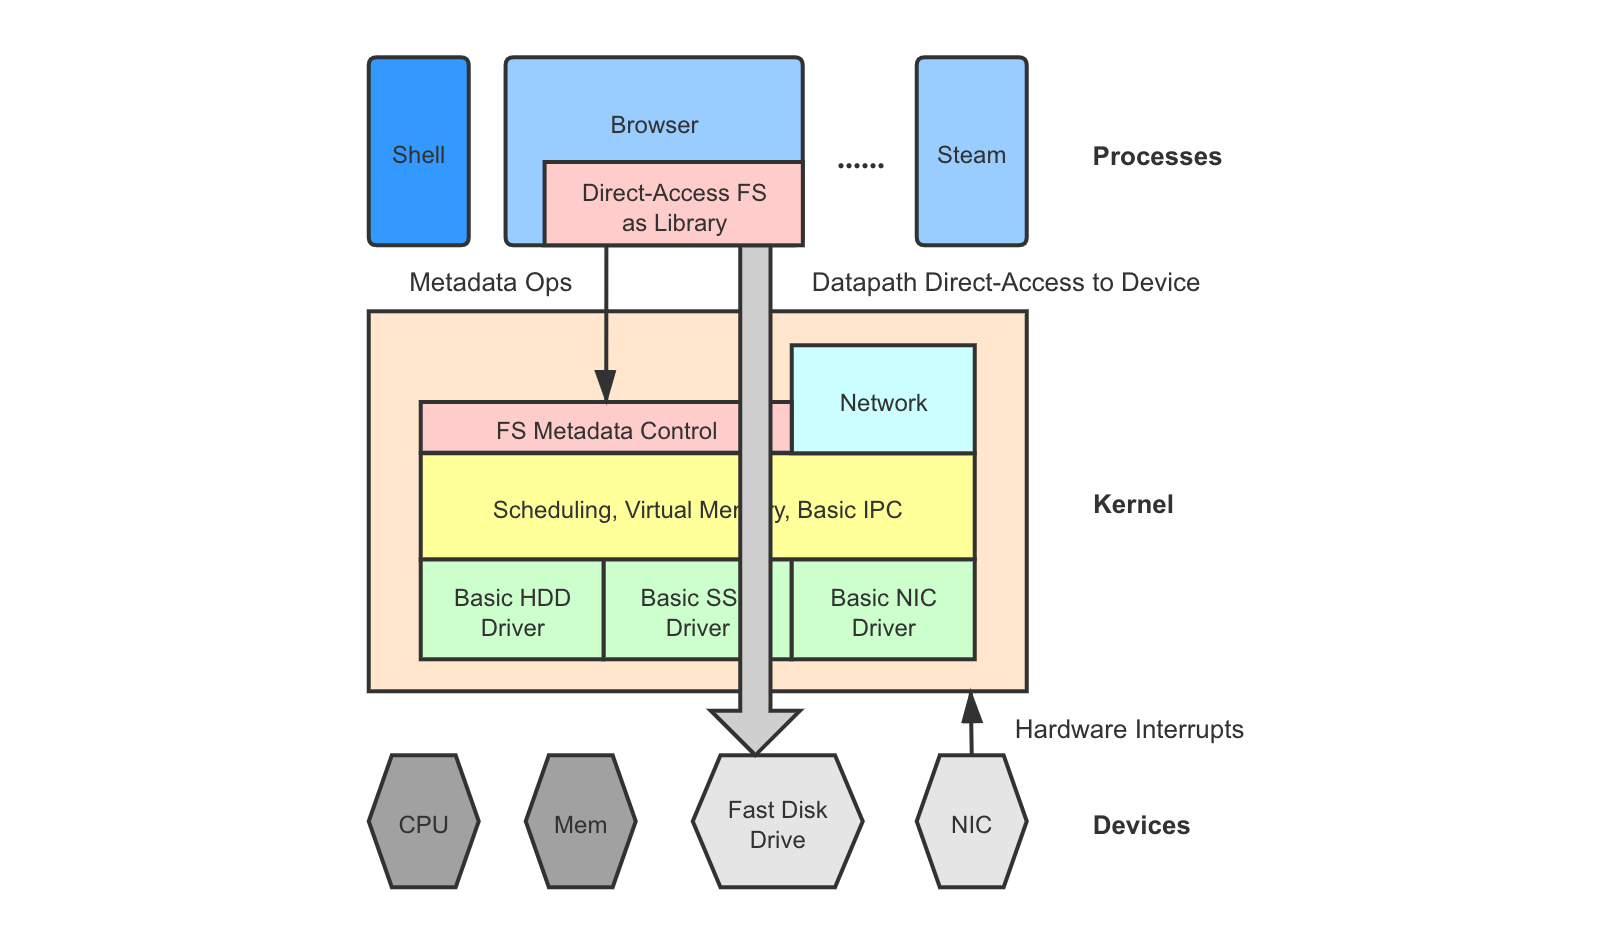 Shell
Browser
Direct-Access FS
as Library
......
Steam
Processes
Metadata Ops
Datapath Direct-Access to Device
Network
FS Metadata Control
Scheduling, Virtual Mem  y, Basic IPC
Kernel
Basic HDD
Driver
Basic SS
Driver
Basic NIC
Driver
Hardware Interrupts
CPU
Mem
Fast Disk
Drive
NIC
Devices